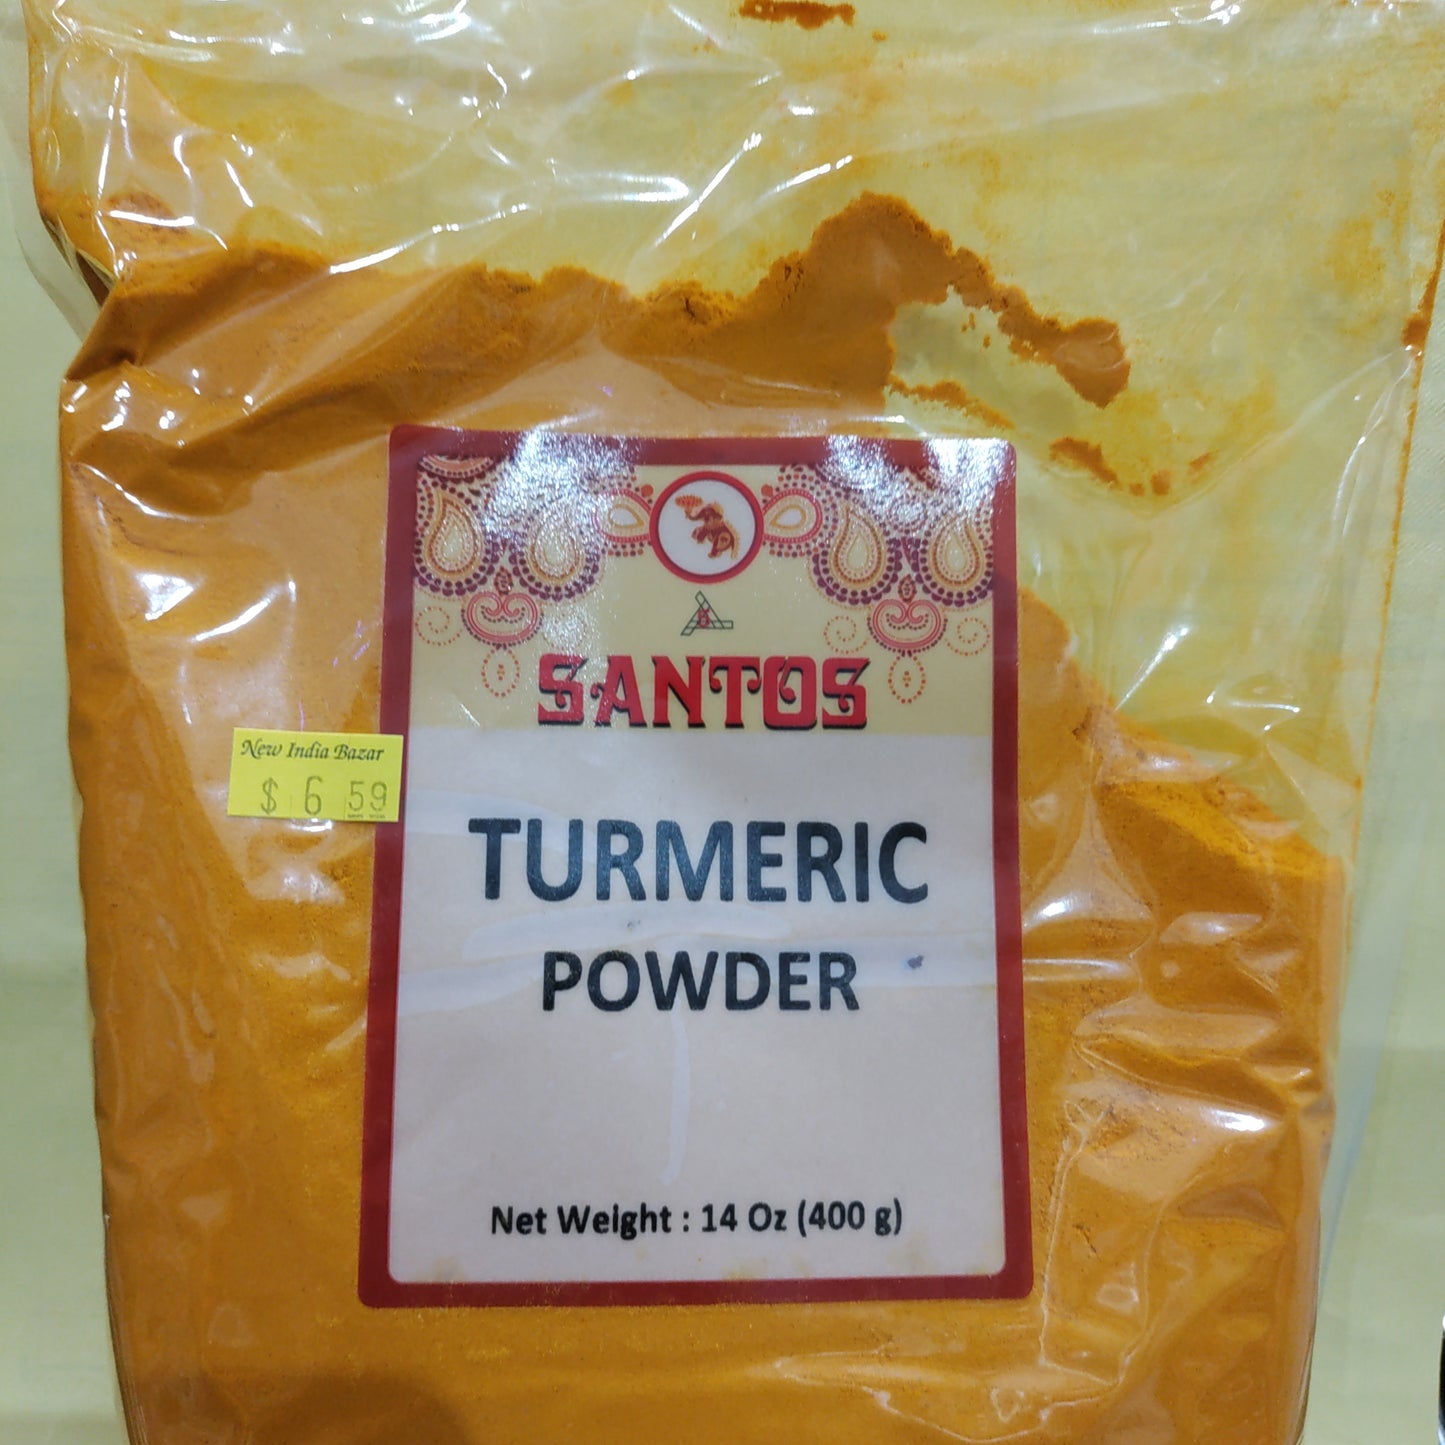 SANTOS
New India Bazar
$ 6 59
TURMERIC
POWDER
Net Weight : 14 Oz (400 g)